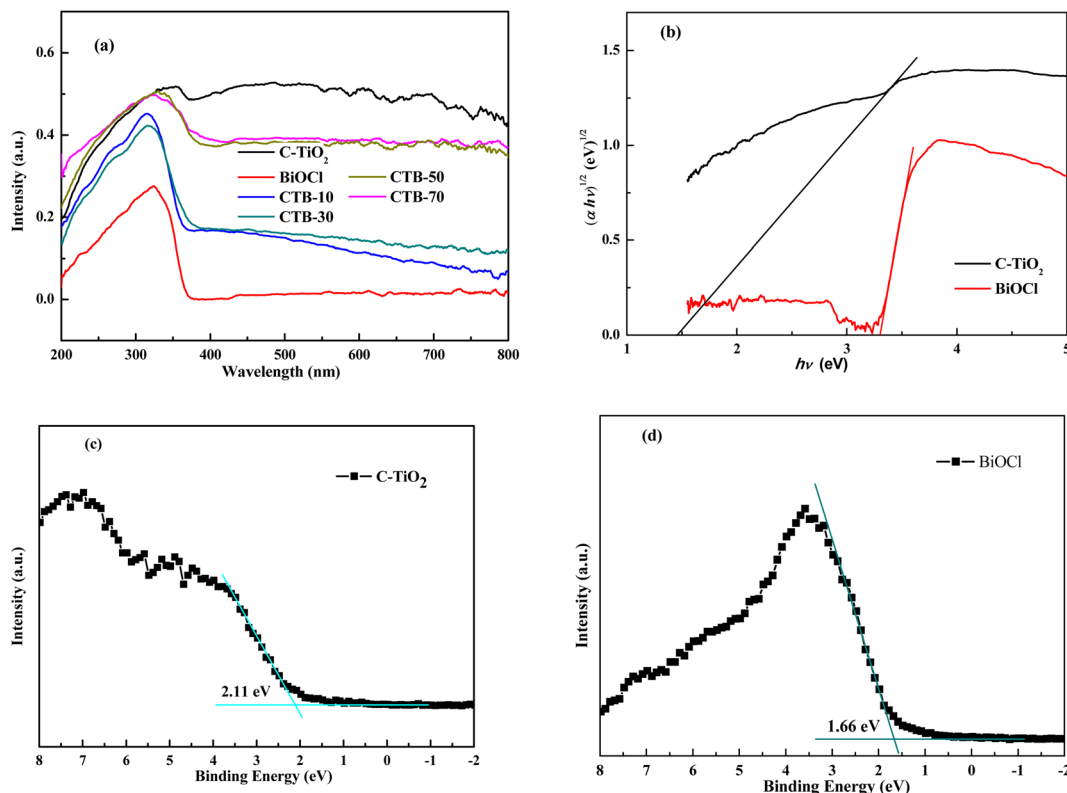 (a)
0.6
0.4
0.2
0.0
Intensity (a.u.)
C-TiO2
BiOCl
CTB-10
CTB-30
CTB-50
CTB-70
200 300 400 500 600 700 800
Wavelength (nm)
(b)
1.5
1.0
0.5
0.0
(α hν)1/2 (eV)1/2
C-TiO2
BiOCl
1 2 3 4 5
hν (eV)
(c)
C-TiO2
Intensity (a.u.)
2.11 eV
8 7 6 5 4 3 2 1 0 -1 -2
Binding Energy (eV)
(d)
BiOCl
Intensity (a.u.)
1.66 eV
8 7 6 5 4 3 2 1 0 -1 -2
Binding Energy (eV)